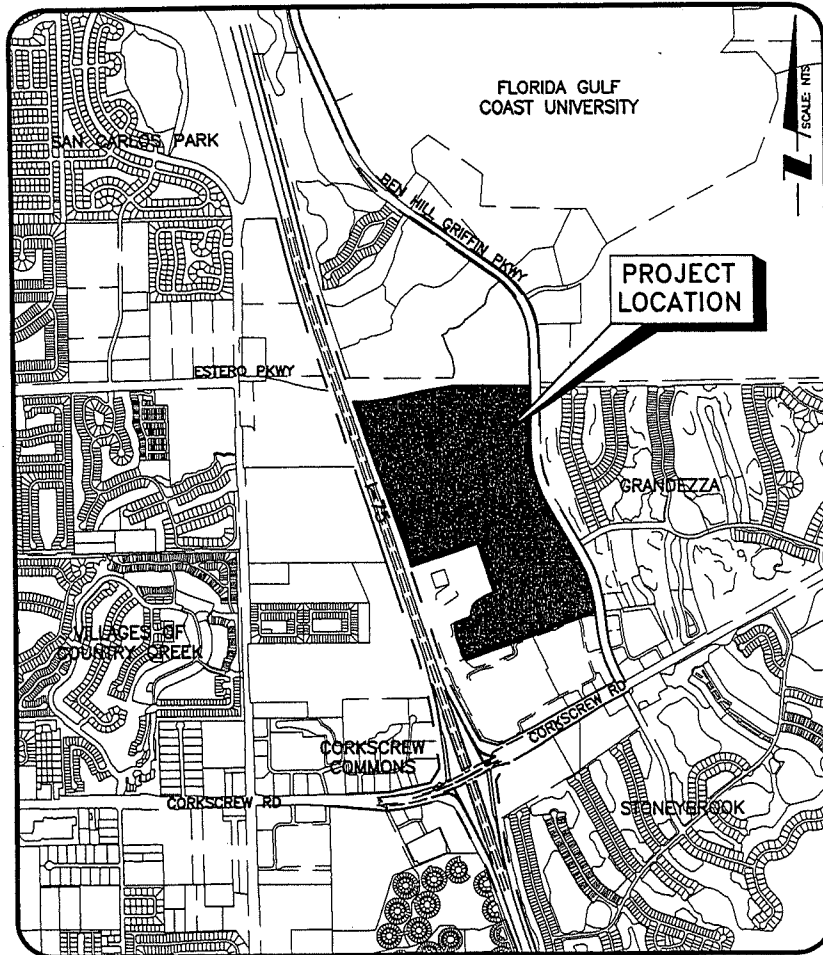 FLORIDA GULF
COAST UNIVERSITY
SCALE: NTS
SAN CARLOS PARK
BEN HILL GRIFFIN PKWY
PROJECT
LOCATION
ESTERO PKWY
I-75
GRANDEZZA
VILLAGES OF
COUNTRY CREEK
CORKSCREW RD
CORKSCREW
COMMONS
CORKSCREW RD
STONEYBROOK